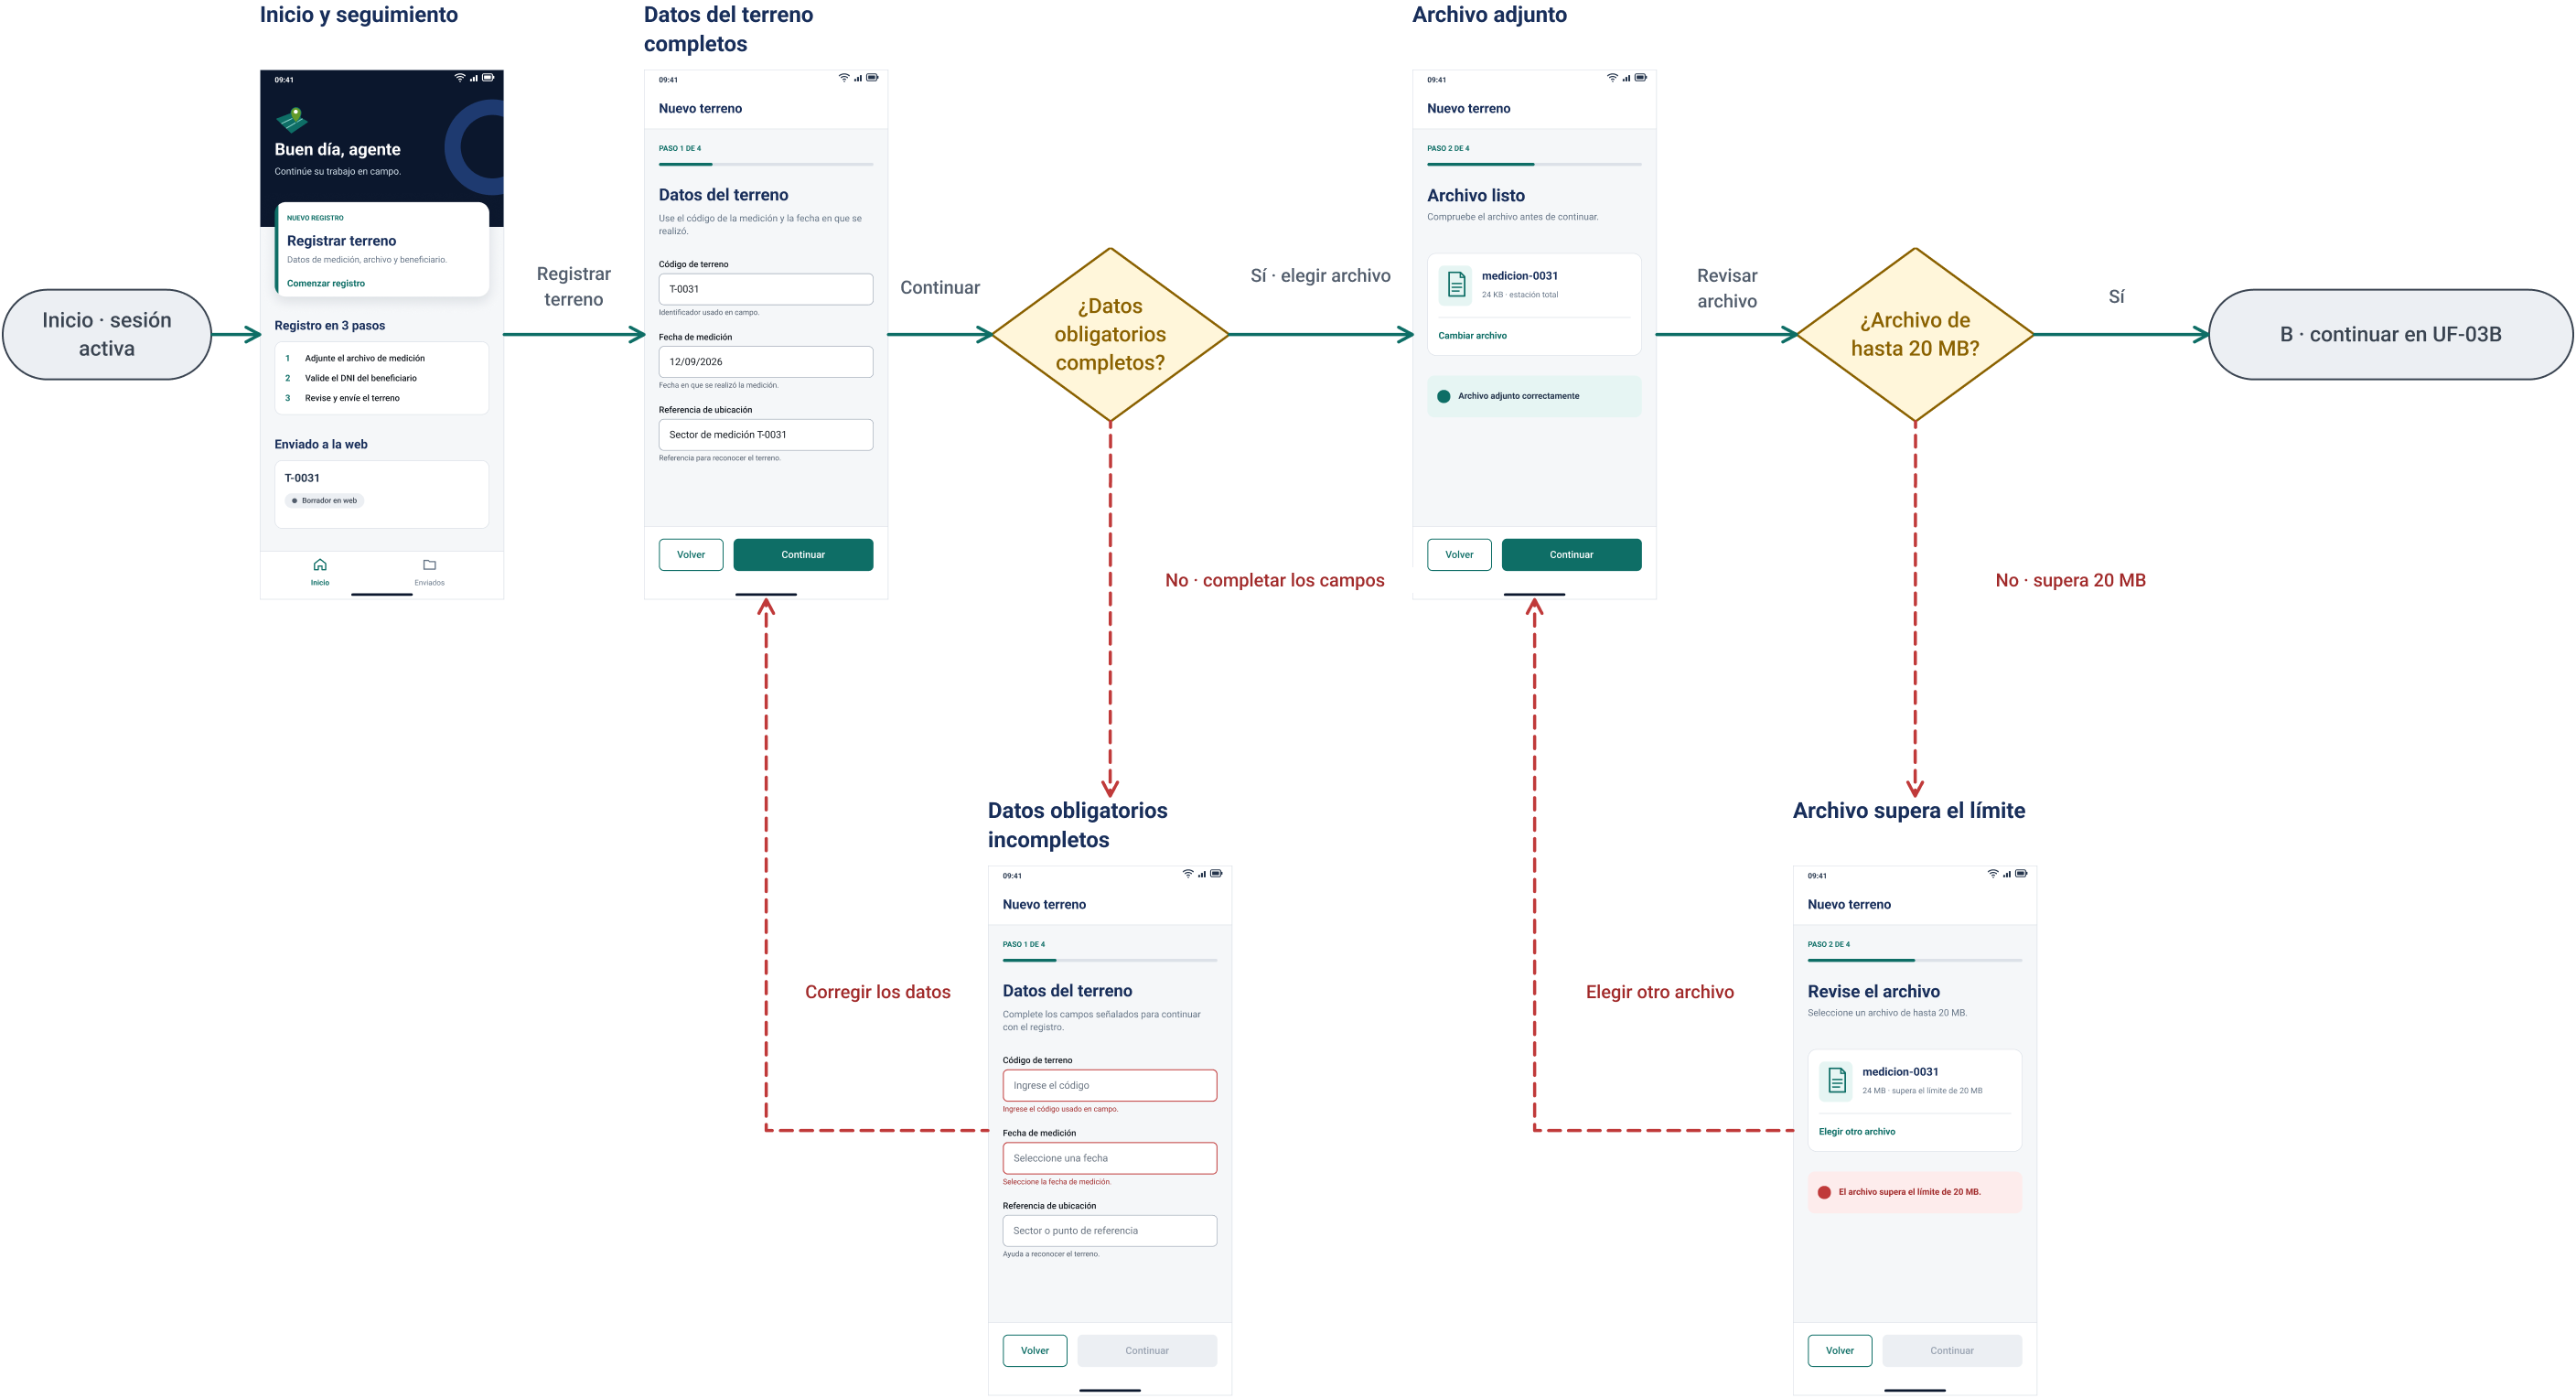 Inicio y seguimiento
Datos del terreno
completos
Archivo adjunto
Inicio · sesión
activa
09:41
Buen día, agente
Continúe su trabajo en campo.
NUEVO REGISTRO
Registrar terreno
Datos de medición, archivo y beneficiario.
Comenzar registro
Registro en 3 pasos
1 Adjunte el archivo de medición
2 Valide el DNI del beneficiario
3 Revise y envíe el terreno
Enviado a la web
T-0031
Borrador en web
Inicio
Enviados
Registrar
terreno
09:41
Nuevo terreno
PASO 1 DE 4
Datos del terreno
Use el código de la medición y la fecha en que se
realizó.
Código de terreno
T-0031
Identificador usado en campo.
Fecha de medición
12/09/2026
Fecha en que se realizó la medición.
Referencia de ubicación
Sector de medición T-0031
Referencia para reconocer el terreno.
Volver
Continuar
Continuar
¿Datos
obligatorios
completos?
Sí · elegir archivo
No · completar los campos
09:41
Nuevo terreno
PASO 2 DE 4
Archivo listo
Compruebe el archivo antes de continuar.
medicion-0031
24 KB · estación total
Cambiar archivo
Archivo adjunto correctamente
Volver
Continuar
Revisar
archivo
¿Archivo de
hasta 20 MB?
Sí
B · continuar en UF-03B
No · supera 20 MB
Datos obligatorios
incompletos
Corregir los datos
09:41
Nuevo terreno
PASO 1 DE 4
Datos del terreno
Complete los campos señalados para continuar
con el registro.
Código de terreno
Ingrese el código
Ingrese el código usado en campo.
Fecha de medición
Seleccione una fecha
Seleccione la fecha de medición.
Referencia de ubicación
Sector o punto de referencia
Ayuda a reconocer el terreno.
Volver
Continuar
Archivo supera el límite
Elegir otro archivo
09:41
Nuevo terreno
PASO 2 DE 4
Revise el archivo
Seleccione un archivo de hasta 20 MB.
medicion-0031
24 MB · supera el límite de 20 MB
Elegir otro archivo
El archivo supera el límite de 20 MB.
Volver
Continuar